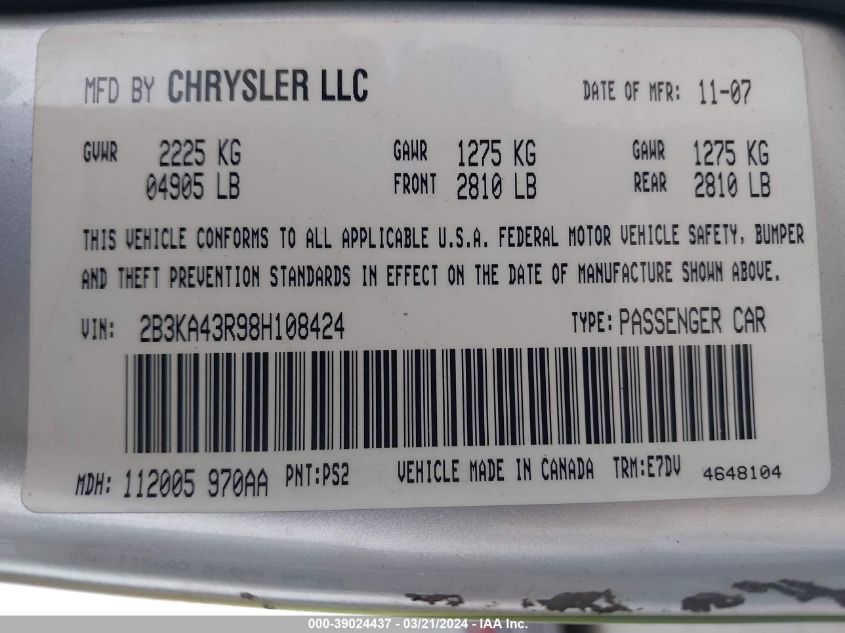 MFD BY CHRYSLER LLC DATE OF MFR: 11-07
GVWR 2225 KG GAWR 1275 KG GAWR 1275 KG
04905 LB FRONT 2810 LB REAR 2810 LB
THIS VEHICLE CONFORMS TO ALL APPLICABLE U.S.A. FEDERAL MOTOR VEHICLE SAFETY, BUMPER
AND THEFT PREVENTION STANDARDS IN EFFECT ON THE DATE OF MANUFACTURE SHOWN ABOVE.
VIN: 2B3KA43R98H108424 TYPE: PASSENGER CAR
MDH: 112005 970AA PNT:PS2 VEHICLE MADE IN CANADA TRM:E7DV 4648104
000-39024437 - 03/21/2024 - IAA Inc.